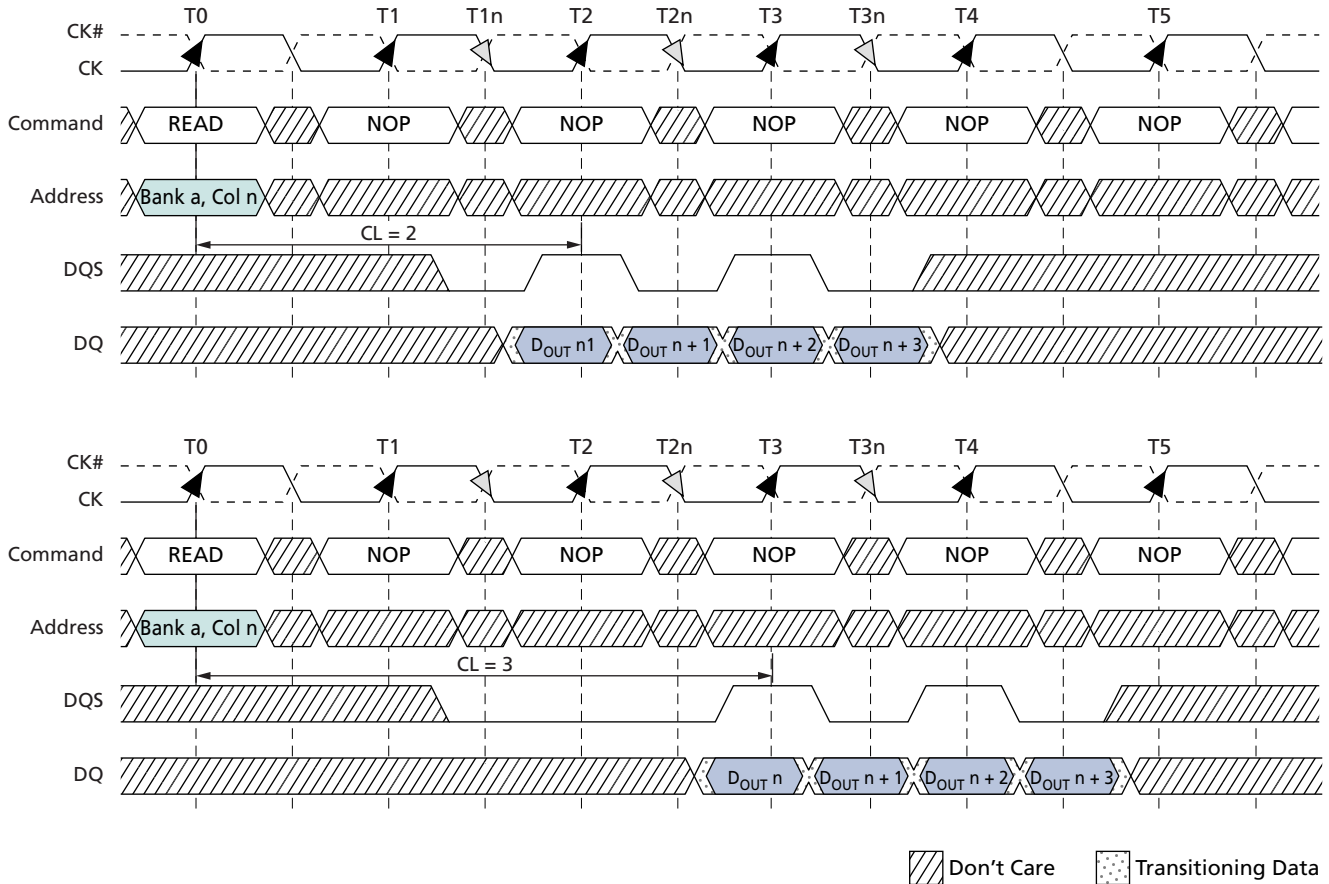 T0 T1 T1n T2 T2n T3 T3n T4 T5
CK#
CK
Command READ NOP NOP NOP NOP NOP
Address Bank a, Col n
CL = 2
DQS
DQ DOUT n1 DOUT n + 1 DOUT n + 2 DOUT n + 3
T0 T1 T1n T2 T2n T3 T3n T4 T5
CK#
CK
Command READ NOP NOP NOP NOP NOP
Address Bank a, Col n
CL = 3
DQS
DQ DOUT n DOUT n + 1 DOUT n + 2 DOUT n + 3
Don't Care Transitioning Data